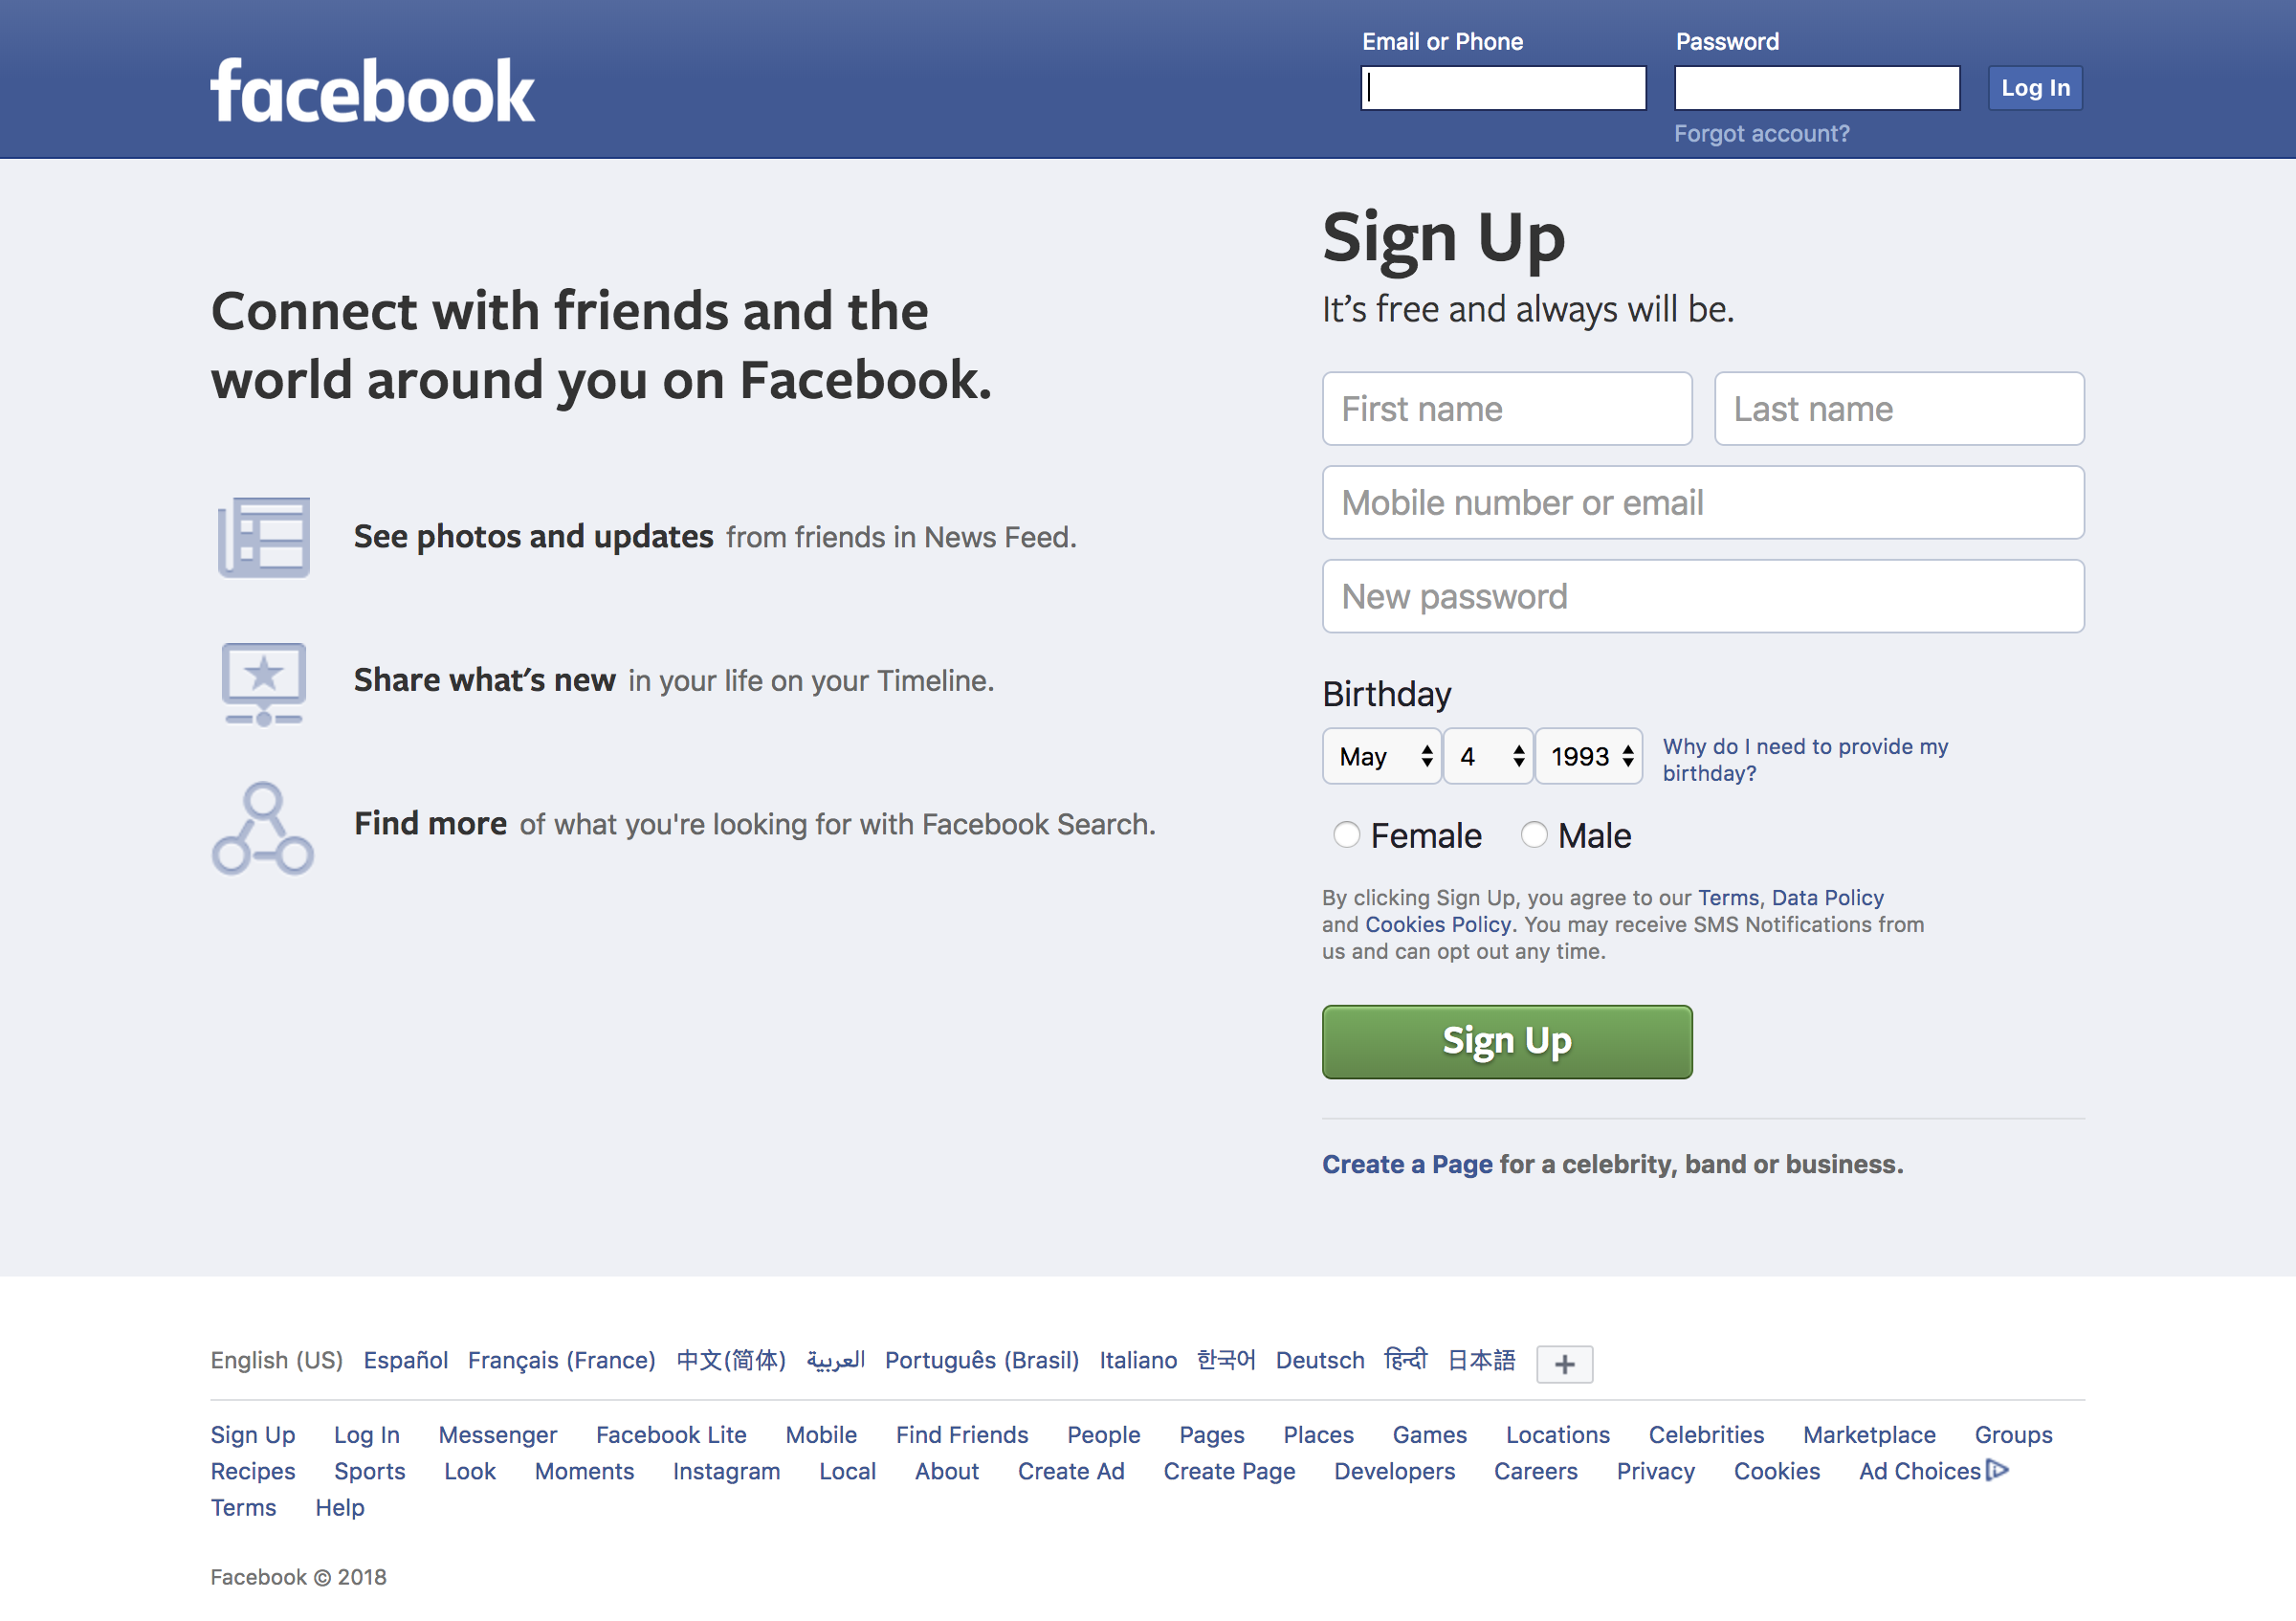 facebook
Email or Phone
Password
Log In
Forgot account?
Connect with friends and the
world around you on Facebook.
See photos and updates from friends in News Feed.
Share what's new in your life on your Timeline.
Find more of what you're looking for with Facebook Search.
Sign Up
It’s free and always will be.
First name
Last name
Mobile number or email
New password
Birthday
May 4 1993
Why do I need to provide my
birthday?
Female Male
By clicking Sign Up, you agree to our Terms, Data Policy
and Cookies Policy. You may receive SMS Notifications from
us and can opt out any time.
Sign Up
Create a Page for a celebrity, band or business.
English (US) Español Français (France) 中文(简体) العربية Português (Brasil) Italiano 한국어 Deutsch हिन्दी 日本語 +
Sign Up Log In Messenger Facebook Lite Mobile Find Friends People Pages Places Games Locations Celebrities Marketplace Groups
Recipes Sports Look Moments Instagram Local About Create Ad Create Page Developers Careers Privacy Cookies Ad Choices
Terms Help
Facebook © 2018